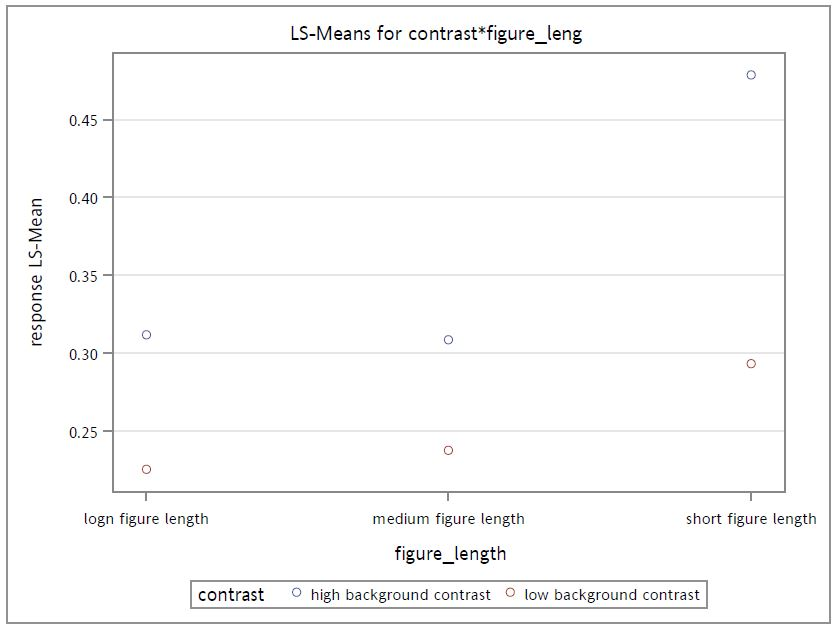 LS-Means for contrast*figure_leng
response LS-Mean
0.45
0.40
0.35
0.30
0.25
logn figure length medium figure length short figure length
figure_length
contrast high background contrast low background contrast